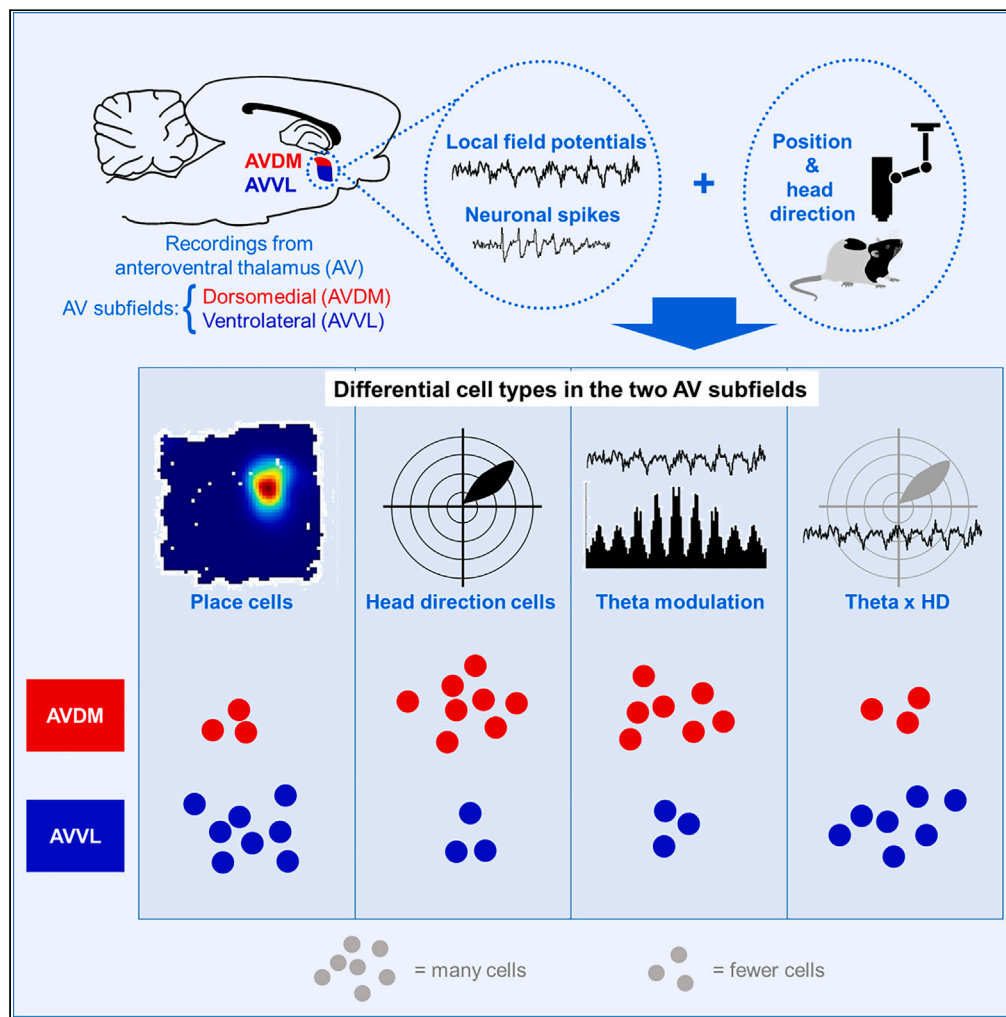 AVDM
AVVL
Recordings from
anteroventral thalamus (AV)
AV subfields:
Dorsomedial (AVDM)
Ventrolateral (AVVL)
Local field potentials
Neuronal spikes
+
Position
&
head
direction
Differential cell types in the two AV subfields
Place cells
Head direction cells
Theta modulation
Theta x HD
AVDM
AVVL
= many cells
= fewer cells